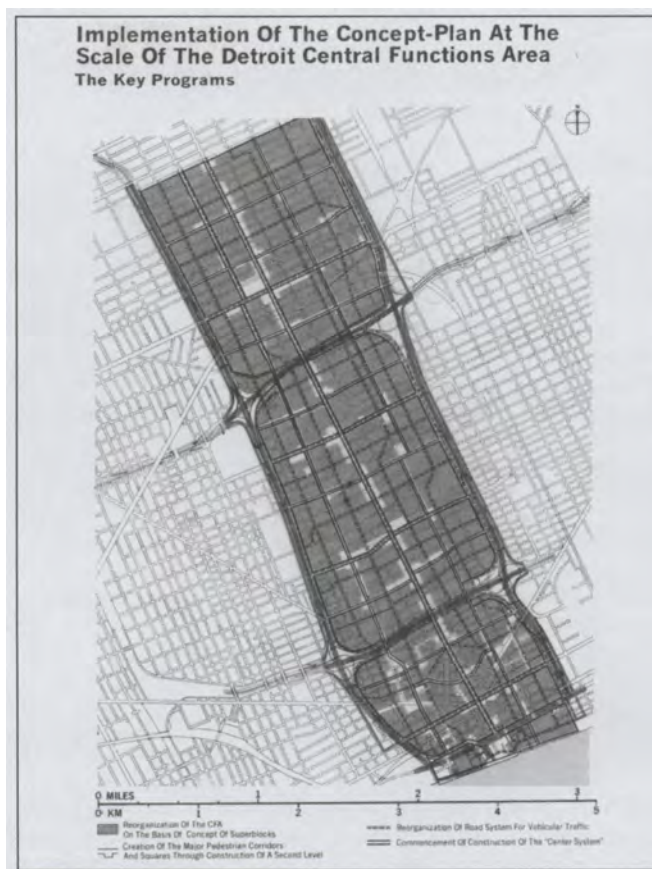 Implementation Of The Concept-Plan At The
Scale Of The Detroit Central Functions Area
The Key Programs
0 MILES 1 2 3
0 KM 1 2 3 4 5
Reorganization Of The CFA
On The Basis Of Concept Of Superblocks
Creation Of The Major Pedestrian Corridors
And Squares Through Construction Of A Second Level
Reorganization Of Road System For Vehicular Traffic
Commencement Of Construction Of The "Center System"